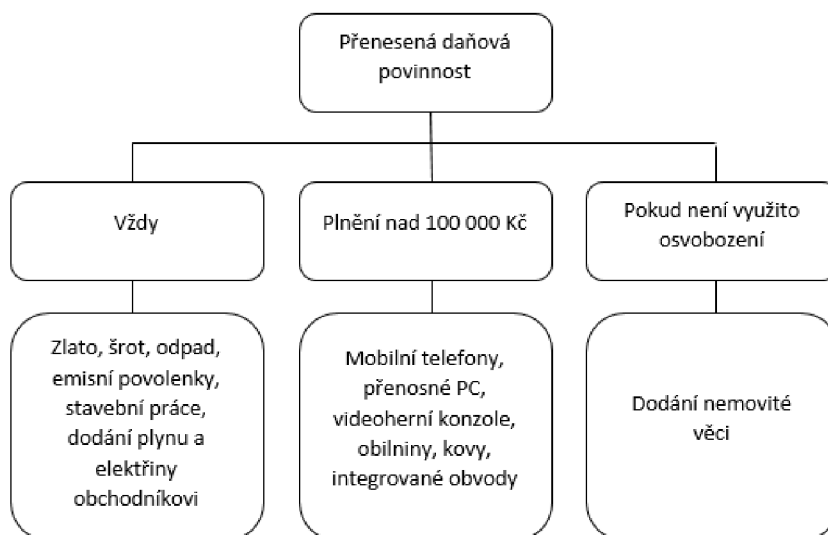 Přenesená daňová
povinnost
Vždy
Plnění nad 100 000 Kč
Pokud není využito
osvobození
Zlato, šrot, odpad,
emisní povolenky,
stavební práce,
dodání plynu a
elektřiny
obchodníkovi
Mobilní telefony,
přenosné PC,
videoherní konzole,
obilniny, kovy,
integrované obvody
Dodání nemovité
věci